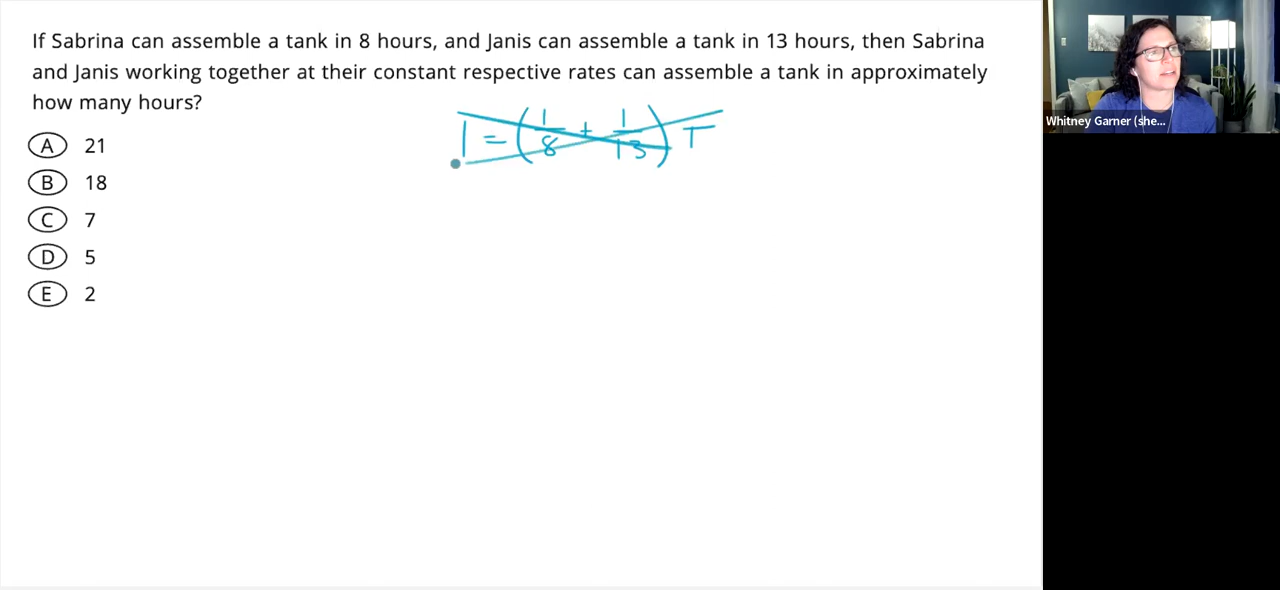 If Sabrina can assemble a tank in 8 hours, and Janis can assemble a tank in 13 hours, then Sabrina
and Janis working together at their constant respective rates can assemble a tank in approximately
how many hours?
1 = (1/8 + 1/13) T
A 21
B 18
C 7
D 5
E 2
Whitney Garner (she...